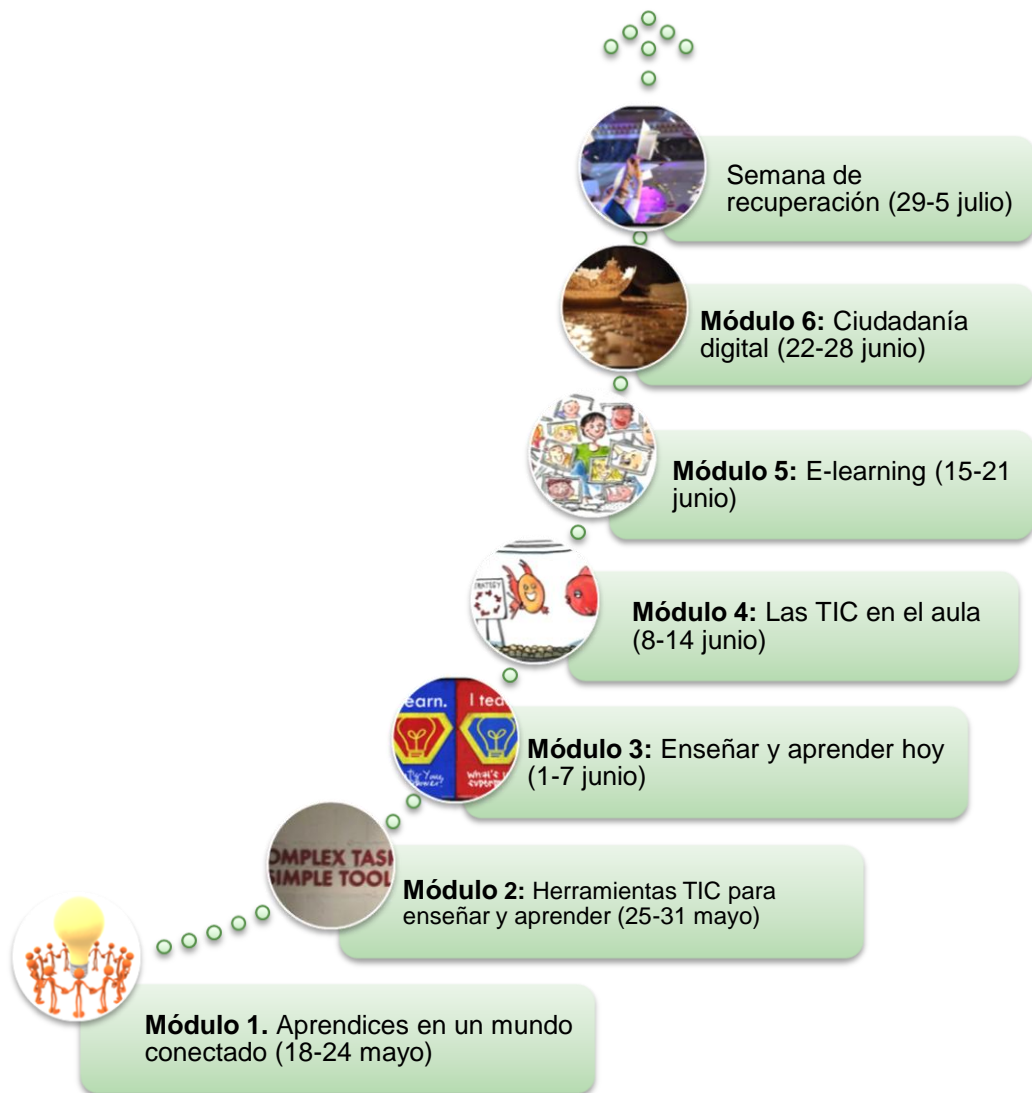 Semana de
recuperación (29-5 julio)
Módulo 6: Ciudadanía
digital (22-28 junio)
Módulo 5: E-learning (15-21
junio)
Módulo 4: Las TIC en el aula
(8-14 junio)
earn. I tea
What's y
Módulo 3: Enseñar y aprender hoy
(1-7 junio)
OMPLEX TASK
SIMPLE TOOL
Módulo 2: Herramientas TIC para
enseñar y aprender (25-31 mayo)
Módulo 1. Aprendices en un mundo
conectado (18-24 mayo)